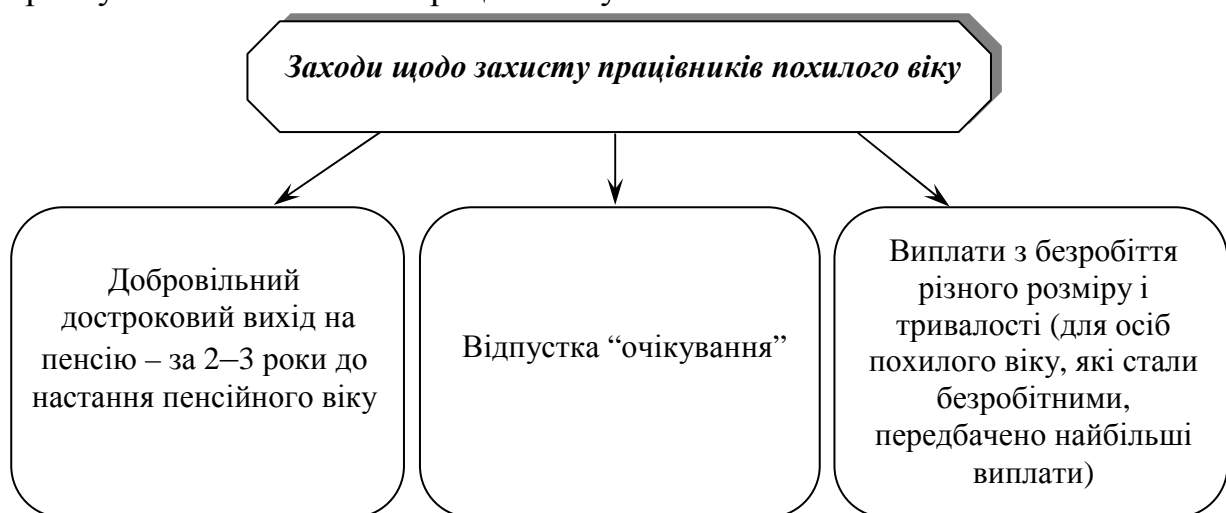 Заходи щодо захисту працівників похилого віку
Добровільний
достроковий вихід на
пенсію – за 2–3 роки до
настання пенсійного віку
Відпустка “очікування”
Виплати з безробіття
різного розміру і
тривалості (для осіб
похилого віку, які стали
безробітними,
передбачено найбільші
виплати)